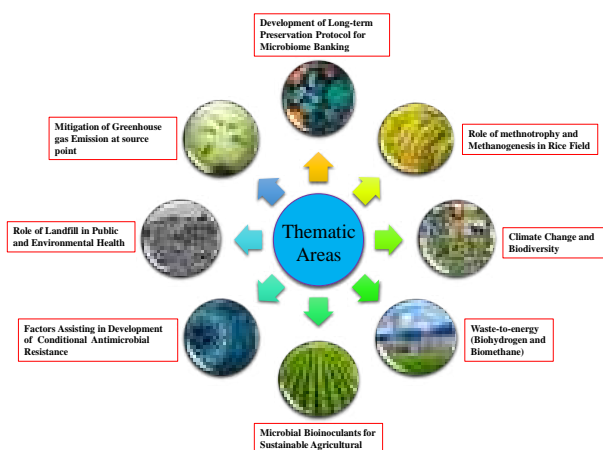 Development of Long-term
Preservation Protocol for
Microbiome Banking
Mitigation of Greenhouse
gas Emission at source
point
Role of methnotrophy and
Methanogenesis in Rice Field
Role of Landfill in Public
and Environmental Health
Thematic
Areas
Climate Change and
Biodiversity
Factors Assisting in Development
of Conditional Antimicrobial
Resistance
Waste-to-energy
(Biohydrogen and
Biomethane)
Microbial Bioinoculants for
Sustainable Agricultural